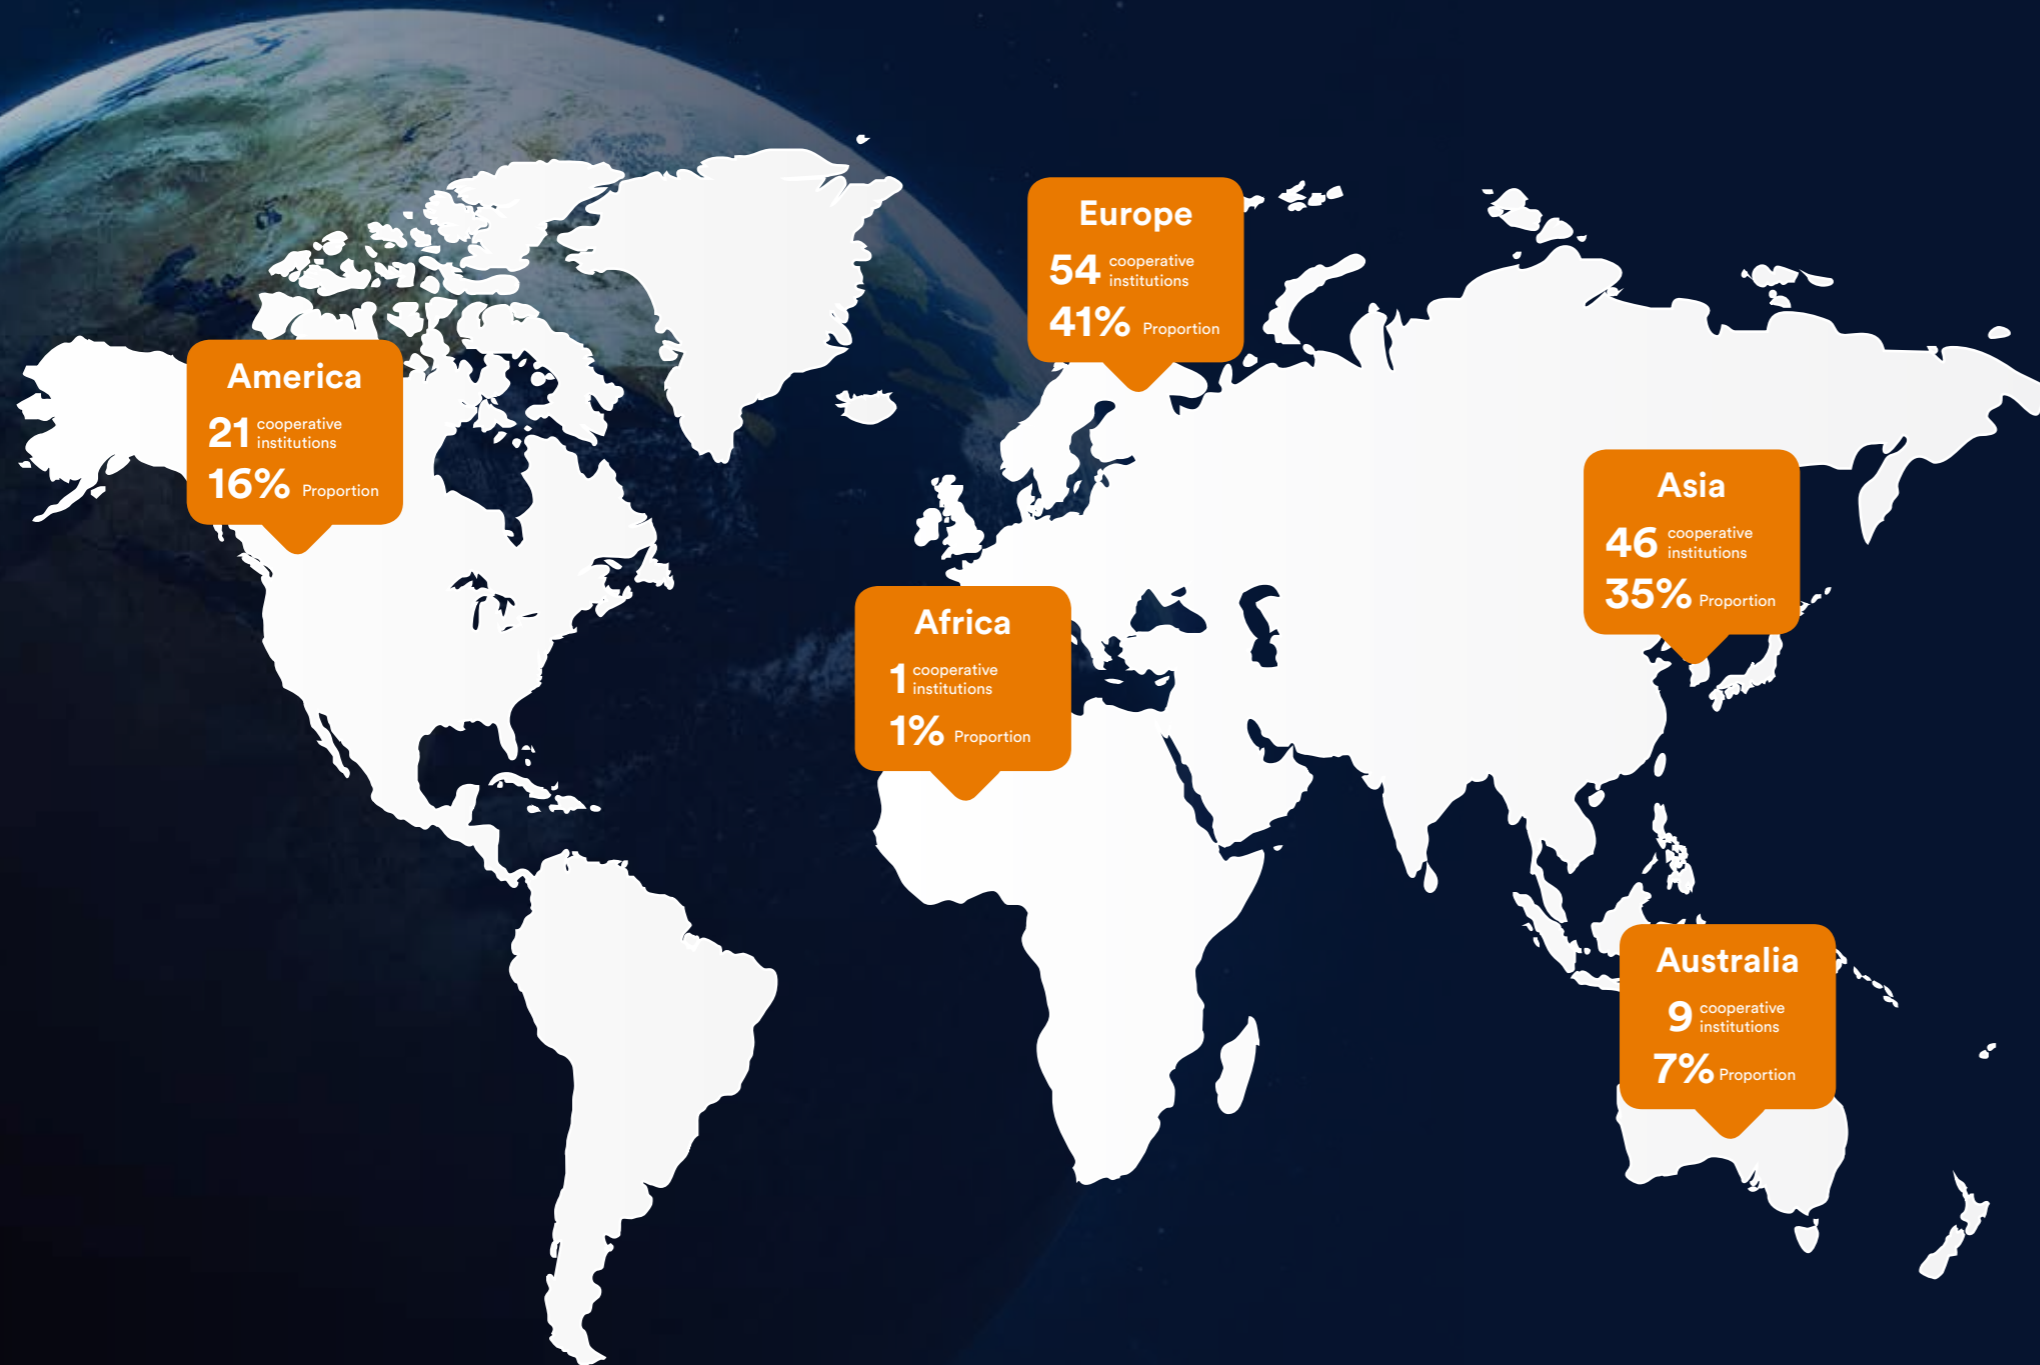 Europe
54 cooperative
institutions
41% Proportion
America
21 cooperative
institutions
16% Proportion
Asia
46 cooperative
institutions
35% Proportion
Africa
1 cooperative
institutions
1% Proportion
Australia
9 cooperative
institutions
7% Proportion